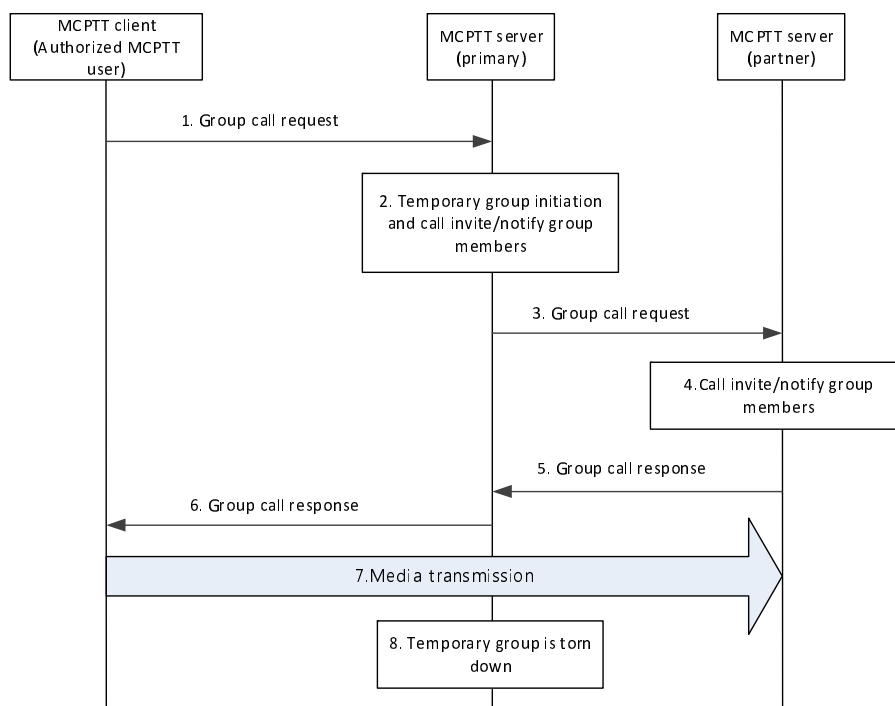 MCPTT client
(Authorized MCPTT
user)
MCPTT server
(primary)
MCPTT server
(partner)
1. Group call request
2. Temporary group initiation
and call invite/notify group
members
3. Group call request
4.Call invite/notify group
members
5. Group call response
6. Group call response
7.Media transmission
8. Temporary group is torn
down